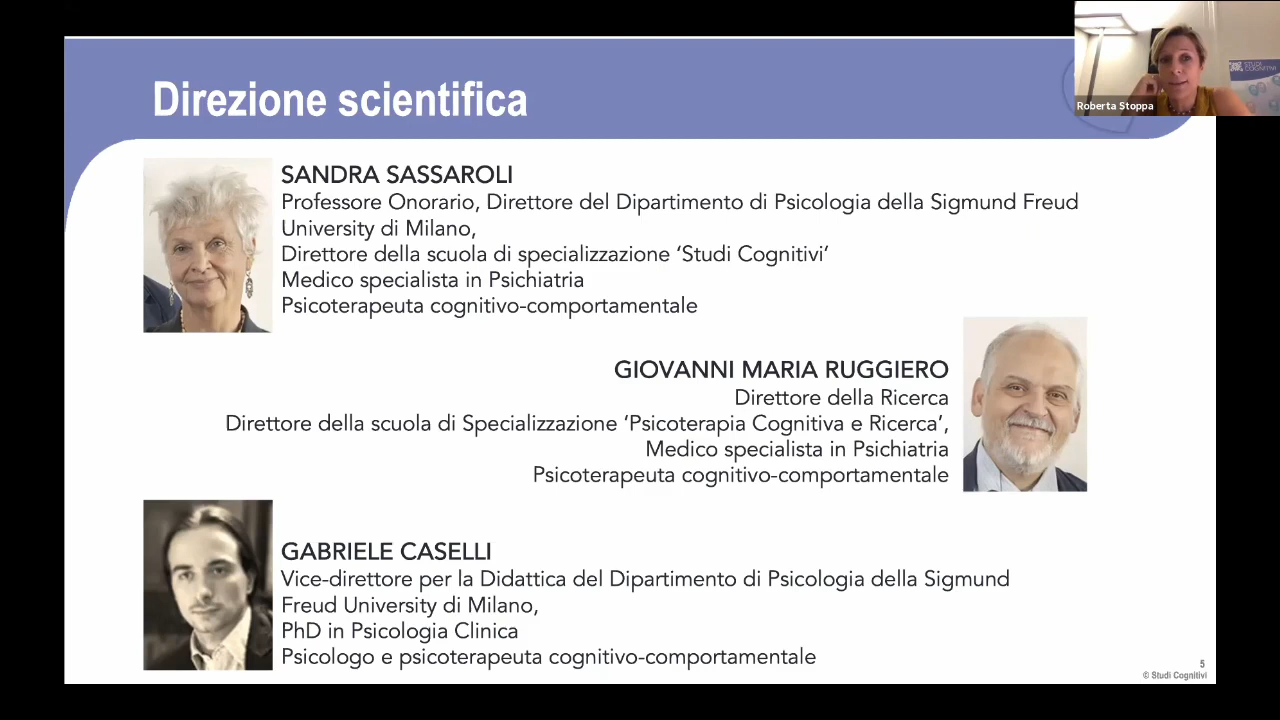 Direzione scientifica
STUDI
COGNITIVI
Roberta Stoppa
SANDRA SASSAROLI
Professore Onorario, Direttore del Dipartimento di Psicologia della Sigmund Freud
University di Milano,
Direttore della scuola di specializzazione ‘Studi Cognitivi’
Medico specialista in Psichiatria
Psicoterapeuta cognitivo-comportamentale
GIOVANNI MARIA RUGGIERO
Direttore della Ricerca
Direttore della scuola di Specializzazione ‘Psicoterapia Cognitiva e Ricerca’,
Medico specialista in Psichiatria
Psicoterapeuta cognitivo-comportamentale
GABRIELE CASELLI
Vice-direttore per la Didattica del Dipartimento di Psicologia della Sigmund
Freud University di Milano,
PhD in Psicologia Clinica
Psicologo e psicoterapeuta cognitivo-comportamentale
5
© Studi Cognitivi